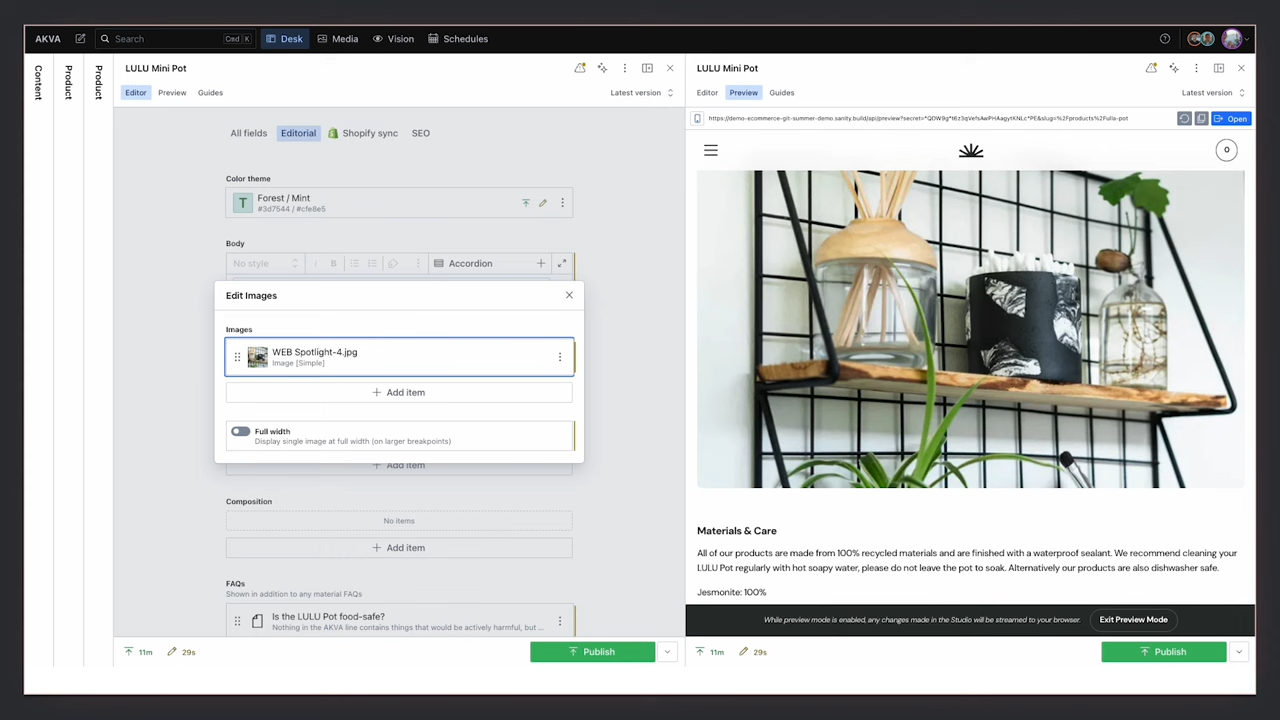 AKVA
Search
Cmd K
Desk
Media
Vision
Schedules
Content
Product
Product
LULU Mini Pot
Editor
Preview
Guides
Latest version
All fields
Editorial
Shopify sync
SEO
Color theme
T
Forest / Mint
#3d7544 / #cfe8e5
Body
No style
I
B
Accordion
Edit Images
Images
WEB Spotlight-4.jpg
Image [Simple]
Add item
Full width
Display single image at full width (on larger breakpoints)
Add item
Composition
No items
Add item
FAQs
Shown in addition to any material FAQs
Is the LULU Pot food-safe?
Nothing in the AKVA line contains things that would be actively harmful, but ...
11m
29s
Publish
LULU Mini Pot
Editor
Preview
Guides
Latest version
Open
0
Materials & Care
All of our products are made from 100% recycled materials and are finished with a waterproof sealant. We recommend cleaning your
LULU Pot regularly with hot soapy water, please do not leave the pot to soak. Alternatively our products are also dishwasher safe.
Jesmonite: 100%
While preview mode is enabled, any changes made in the Studio will be streamed to your browser.
Exit Preview Mode
11m
29s
Publish